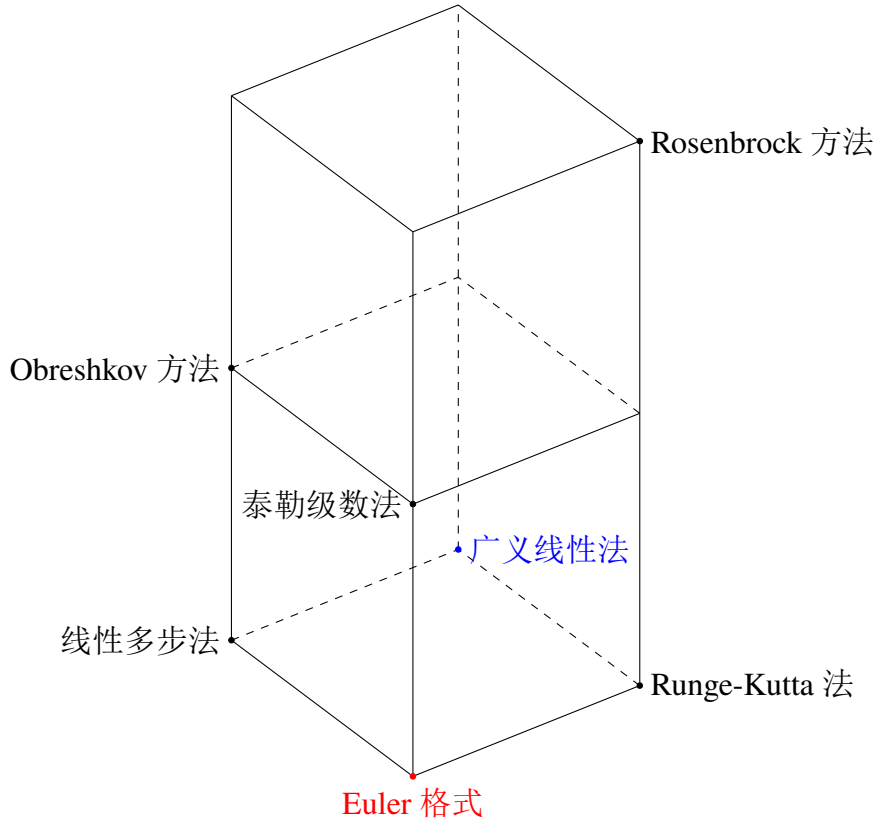 Rosenbrock 方法
Obreshkov 方法
泰勒级数法
广义线性法
线性多步法
Runge-Kutta 法
Euler 格式